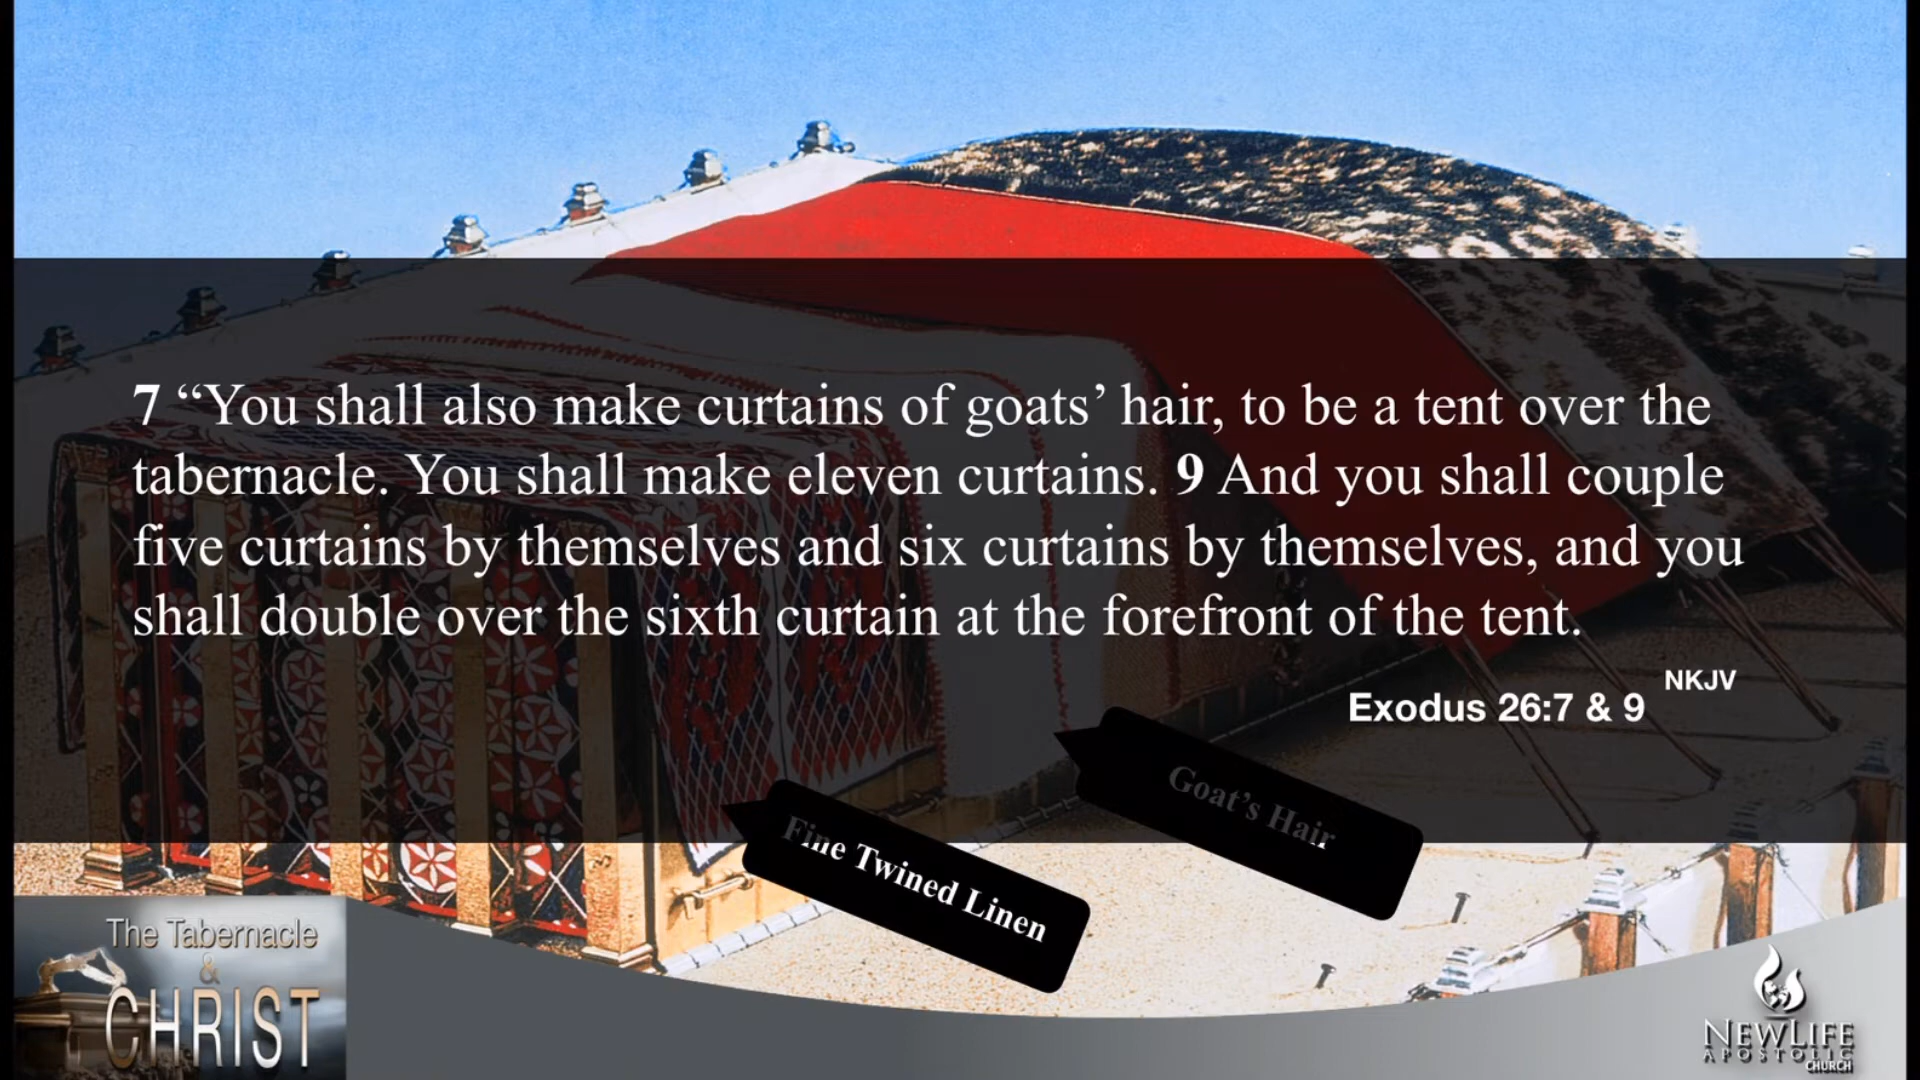 7 “You shall also make curtains of goats’ hair, to be a tent over the
tabernacle. You shall make eleven curtains. 9 And you shall couple
five curtains by themselves and six curtains by themselves, and you
shall double over the sixth curtain at the forefront of the tent.
NKJV
Exodus 26:7 & 9
Goat’s Hair
Fine Twined Linen
The Tabernacle
&
CHRIST
NEWLIFE
APOSTOLIC
CHURCH